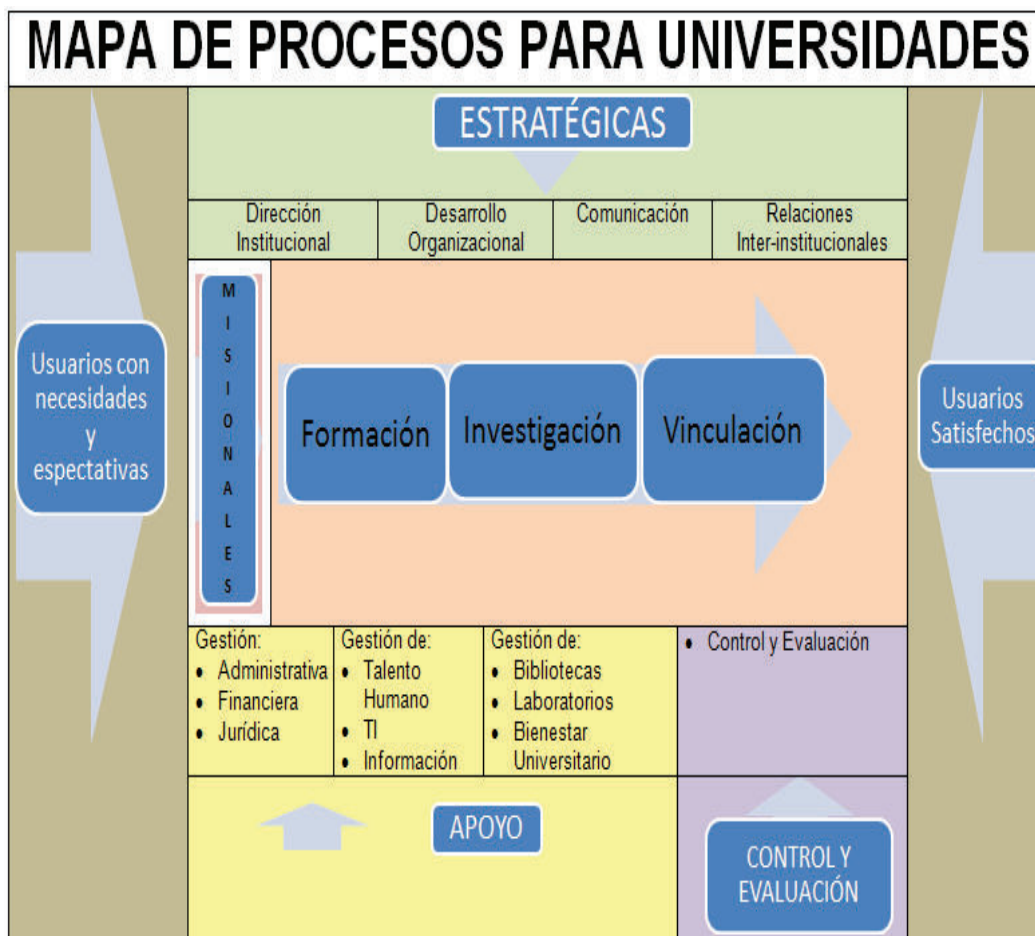 MAPA DE PROCESOS PARA UNIVERSIDADES
ESTRATÉGICAS
Dirección
Institucional
Desarrollo
Organizacional
Comunicación
Relaciones
Inter-institucionales
Usuarios con
necesidades
y
espectativas
M
I
S
I
O
N
A
L
E
S
Formación
Investigación
Vinculación
Usuarios
Satisfechos
Gestión:
• Administrativa
• Financiera
• Jurídica
Gestión de:
• Talento
Humano
• TI
• Información
Gestión de:
• Bibliotecas
• Laboratorios
• Bienestar
Universitario
• Control y Evaluación
APOYO
CONTROL Y
EVALUACIÓN